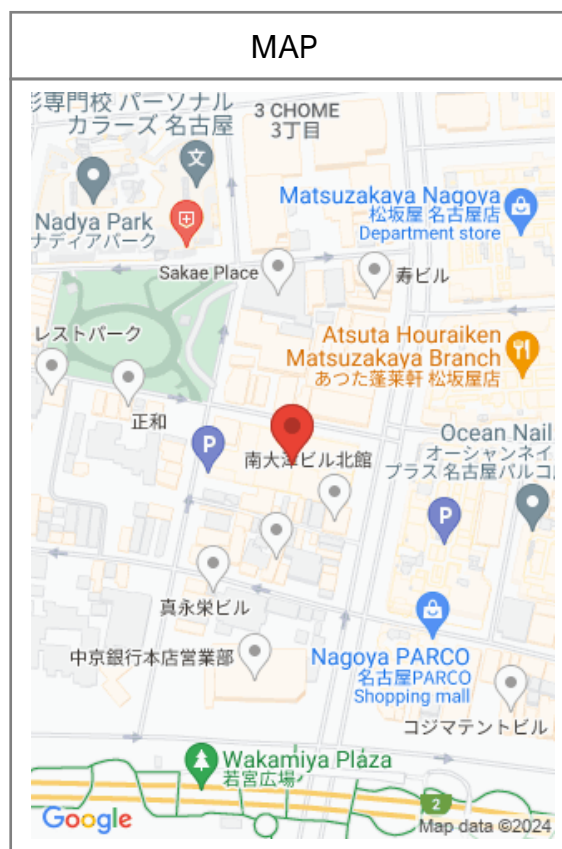 MAP
専門校 パーソナル
カラーズ 名古屋
3 CHOME
3丁目
文
Nadya Park
ナディアパーク
Matsuzakaya Nagoya
松坂屋 名古屋店
Department store
Sakae Place
寿ビル
レストパーク
Atsuta Houraiken
Matsuzakaya Branch
あつた蓬莱軒 松坂屋店
正和
P
南大津ビル北館
Ocean Nail
オーシャンネイ
プラス 名古屋パルコ
P
真永栄ビル
中京銀行本店営業部
Nagoya PARCO
名古屋PARCO
Shopping mall
コジマテントビル
Wakamiya Plaza
若宮広場
2
Google
Map data ©2024